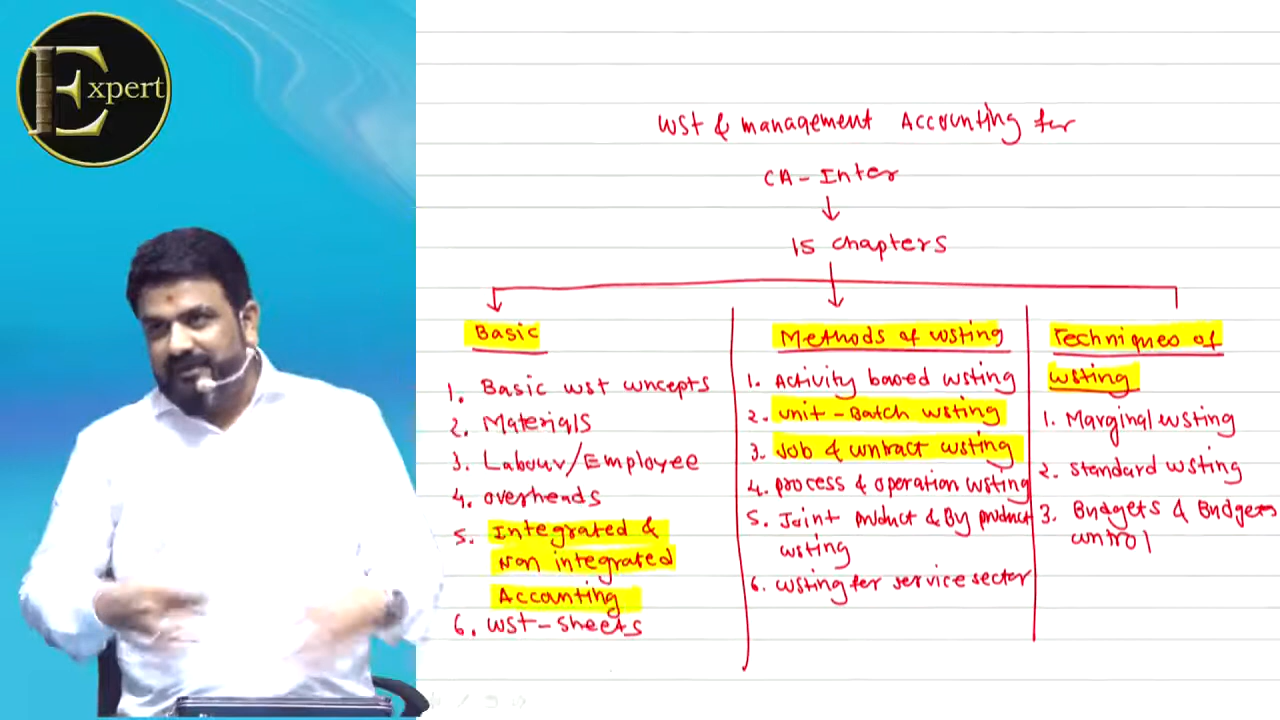 Expert
Cost & management Accounting for
CA - Inter
15 chapters
Basic
1. Basic cost concepts
2. Materials
3. Labour/Employee
4. overheads
5. Integrated &
Non integrated
Accounting
6. cost - sheets
Methods of costing
1. Activity based costing
2. unit - Batch costing
3. Job & contract costing
4. process & operation costing
5. Joint product & By product
costing
6. costing for service sector
Techniques of
costing
1. Marginal costing
2. Standard costing
3. Budgets & Budgets
control